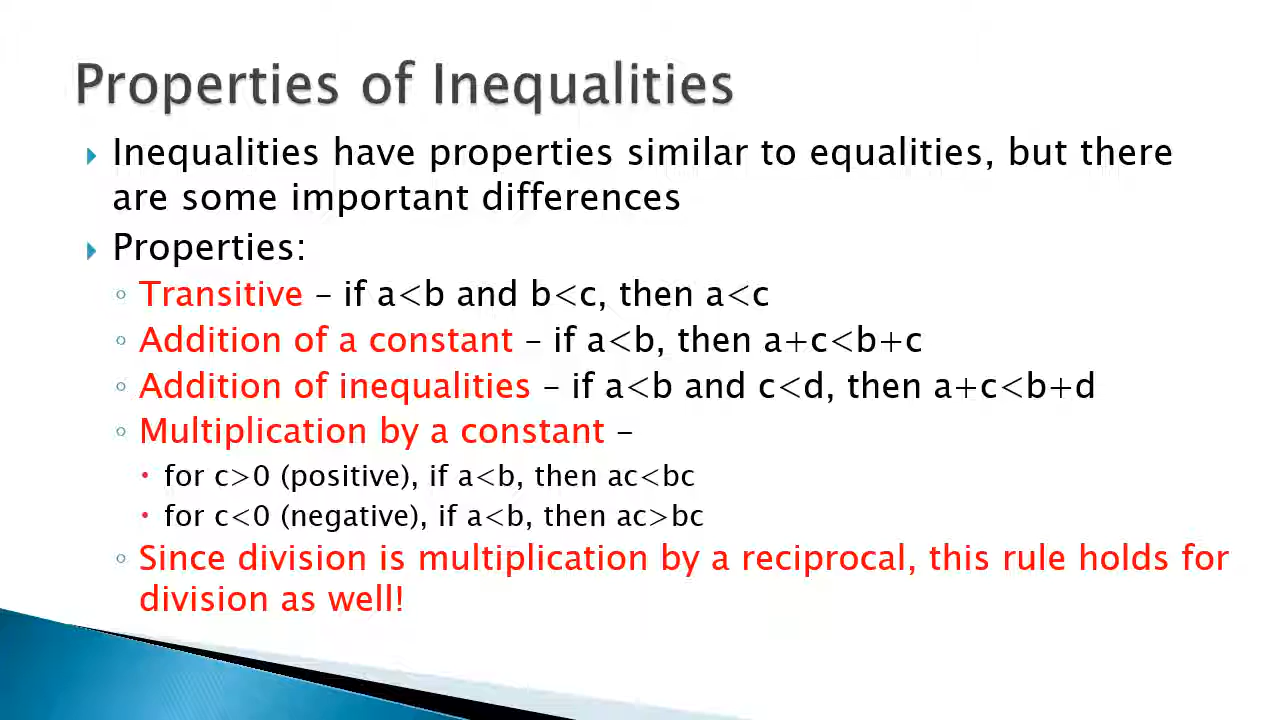 Properties of Inequalities
Inequalities have properties similar to equalities, but there
are some important differences
Properties:
Transitive – if a<b and b<c, then a<c
Addition of a constant – if a<b, then a+c<b+c
Addition of inequalities – if a<b and c<d, then a+c<b+d
Multiplication by a constant –
for c>0 (positive), if a<b, then ac<bc
for c<0 (negative), if a<b, then ac>bc
Since division is multiplication by a reciprocal, this rule holds for
division as well!